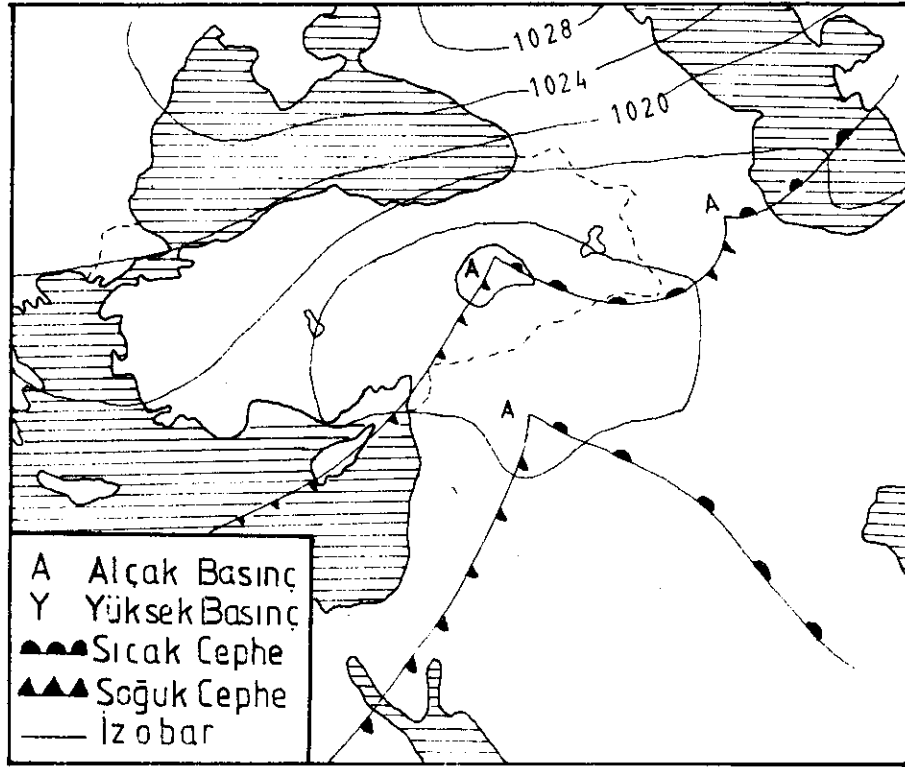 1028
1024
1020
A
A
A
A Alçak Basınç
Y Yüksek Basınç
Sıcak Cephe
Soğuk Cephe
İzobar